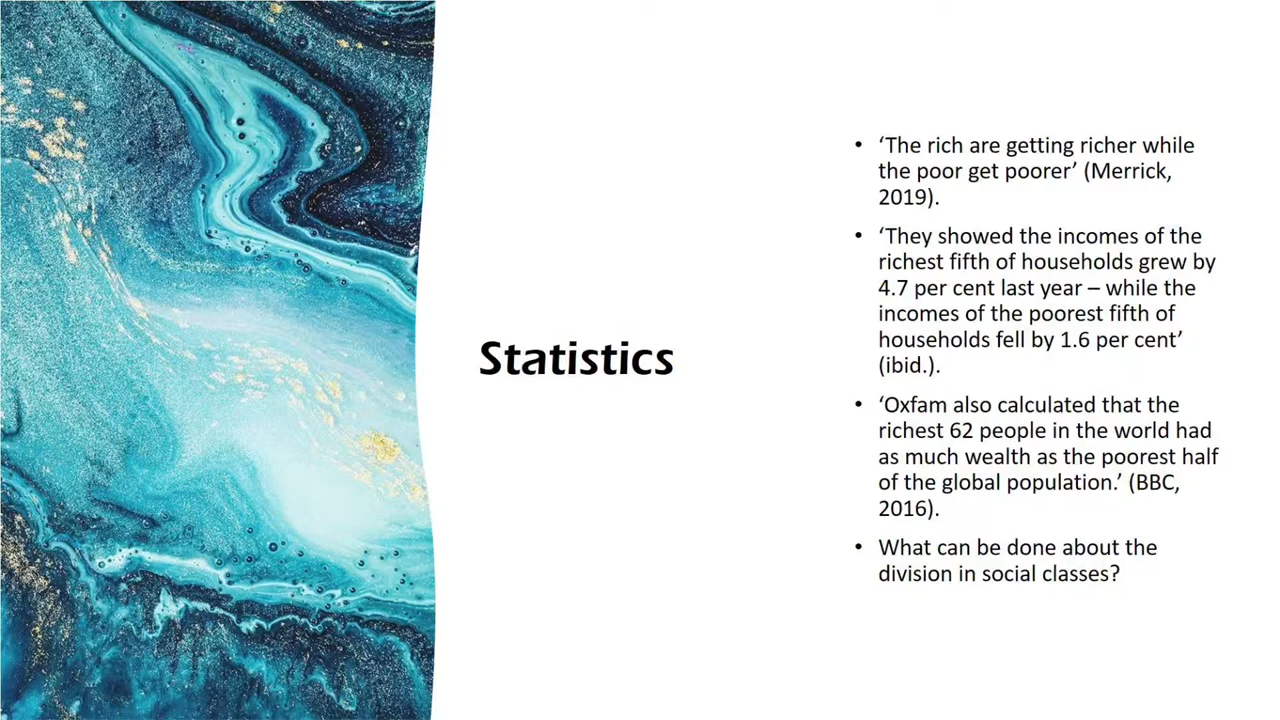 Statistics
• ‘The rich are getting richer while
the poor get poorer’ (Merrick,
2019).
• ‘They showed the incomes of the
richest fifth of households grew by
4.7 per cent last year – while the
incomes of the poorest fifth of
households fell by 1.6 per cent’
(ibid.).
• ‘Oxfam also calculated that the
richest 62 people in the world had
as much wealth as the poorest half
of the global population.’ (BBC,
2016).
• What can be done about the
division in social classes?